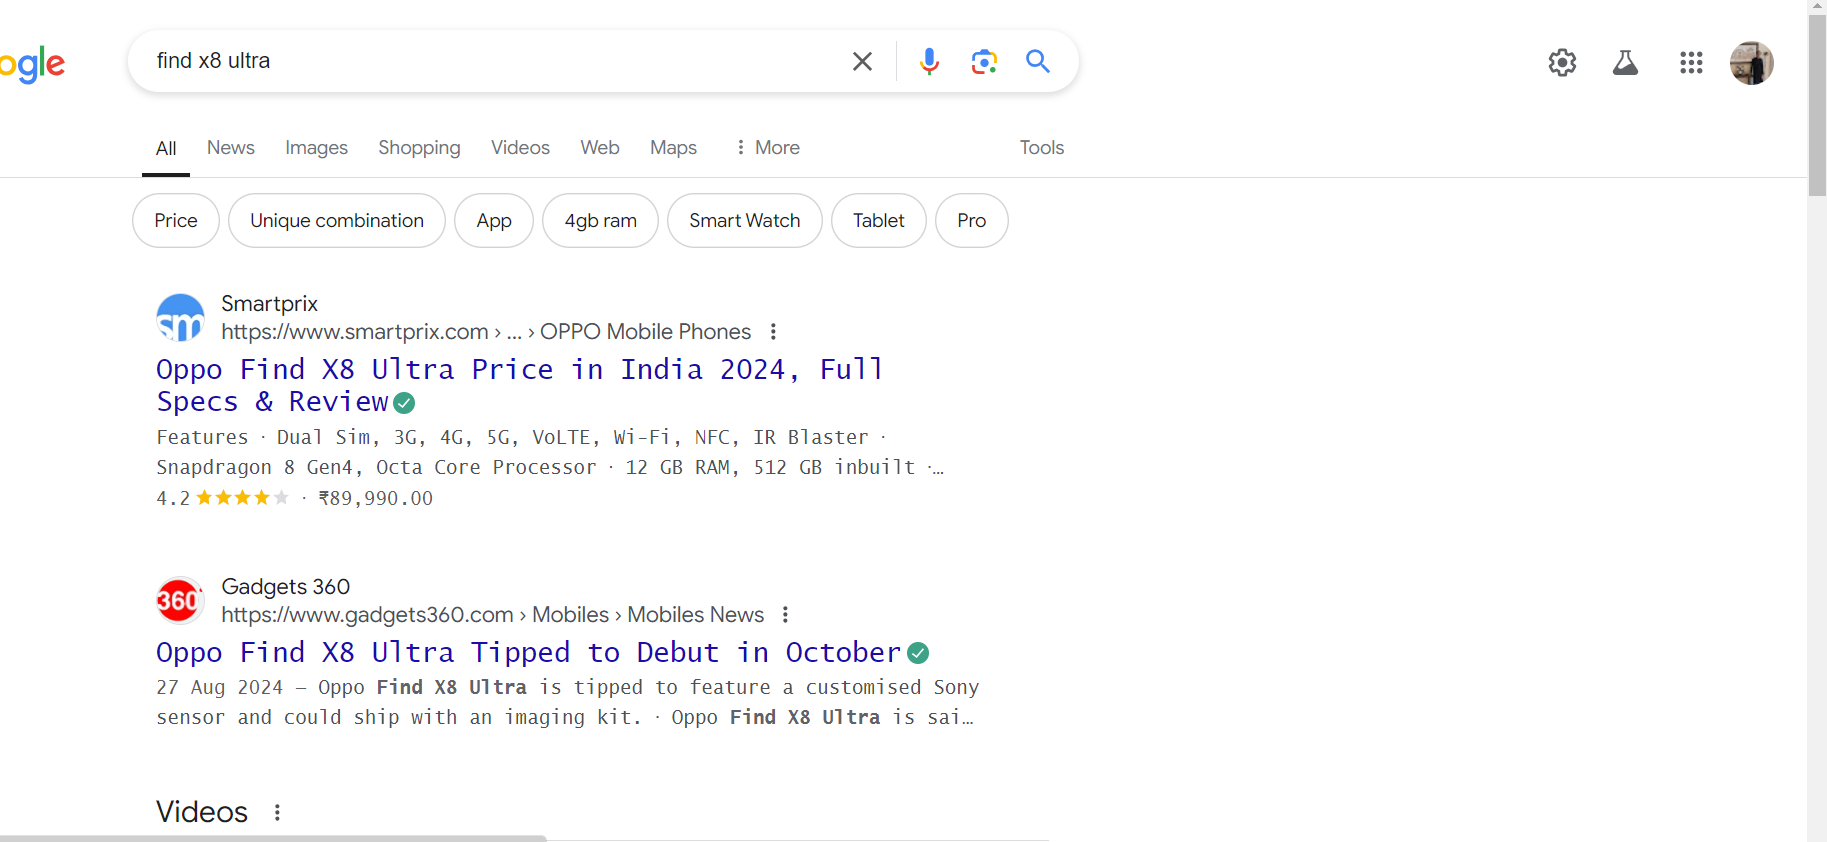 ogle
find x8 ultra
All News Images Shopping Videos Web Maps More Tools
Price Unique combination App 4gb ram Smart Watch Tablet Pro
sm
Smartprix
https://www.smartprix.com › ... › OPPO Mobile Phones
Oppo Find X8 Ultra Price in India 2024, Full
Specs & Review
Features · Dual Sim, 3G, 4G, 5G, VoLTE, Wi-Fi, NFC, IR Blaster ·
Snapdragon 8 Gen4, Octa Core Processor · 12 GB RAM, 512 GB inbuilt ·…
4.2 · ₹89,990.00
360
Gadgets 360
https://www.gadgets360.com › Mobiles › Mobiles News
Oppo Find X8 Ultra Tipped to Debut in October
27 Aug 2024 — Oppo Find X8 Ultra is tipped to feature a customised Sony
sensor and could ship with an imaging kit. · Oppo Find X8 Ultra is sai…
Videos